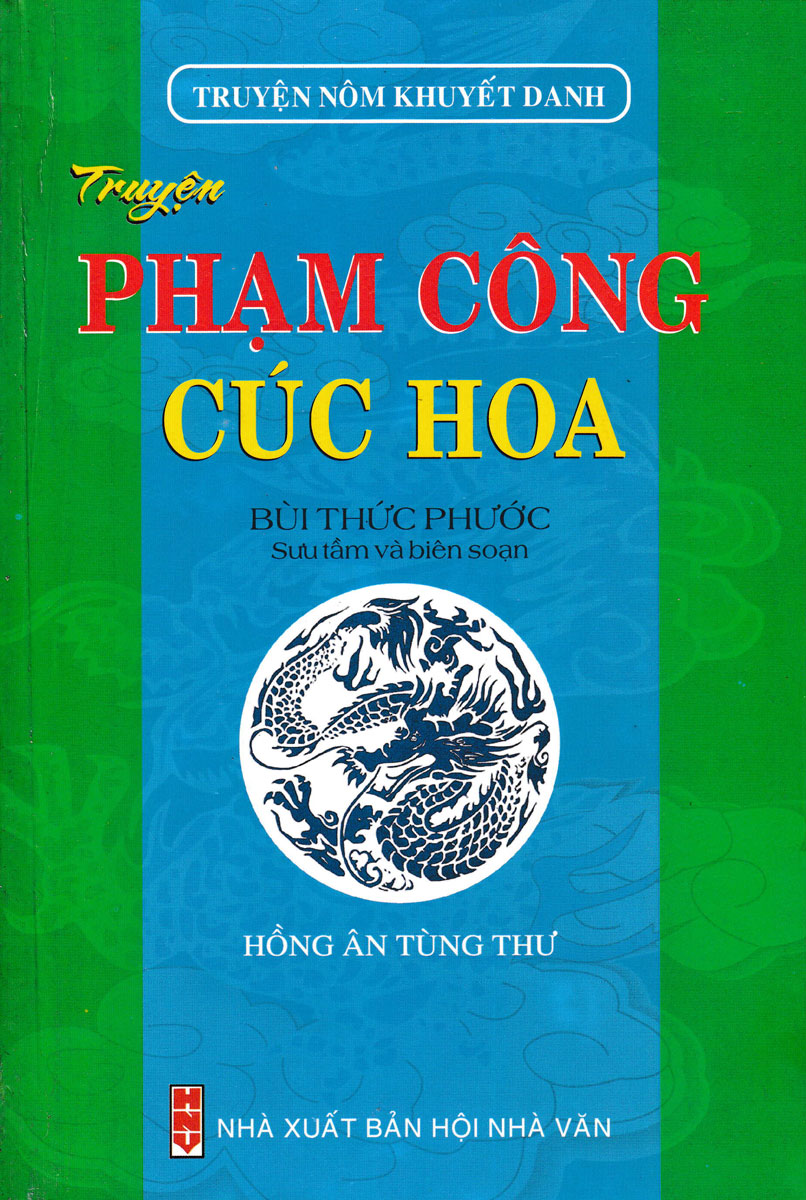 TRUYỆN NÔM KHUYẾT DANH
Truyện
PHẠM CÔNG
CÚC HOA
BÙI THỨC PHƯỚC
Sưu tầm và biên soạn
HỒNG ÂN TÙNG THƯ
HNV
NHÀ XUẤT BẢN HỘI NHÀ VĂN